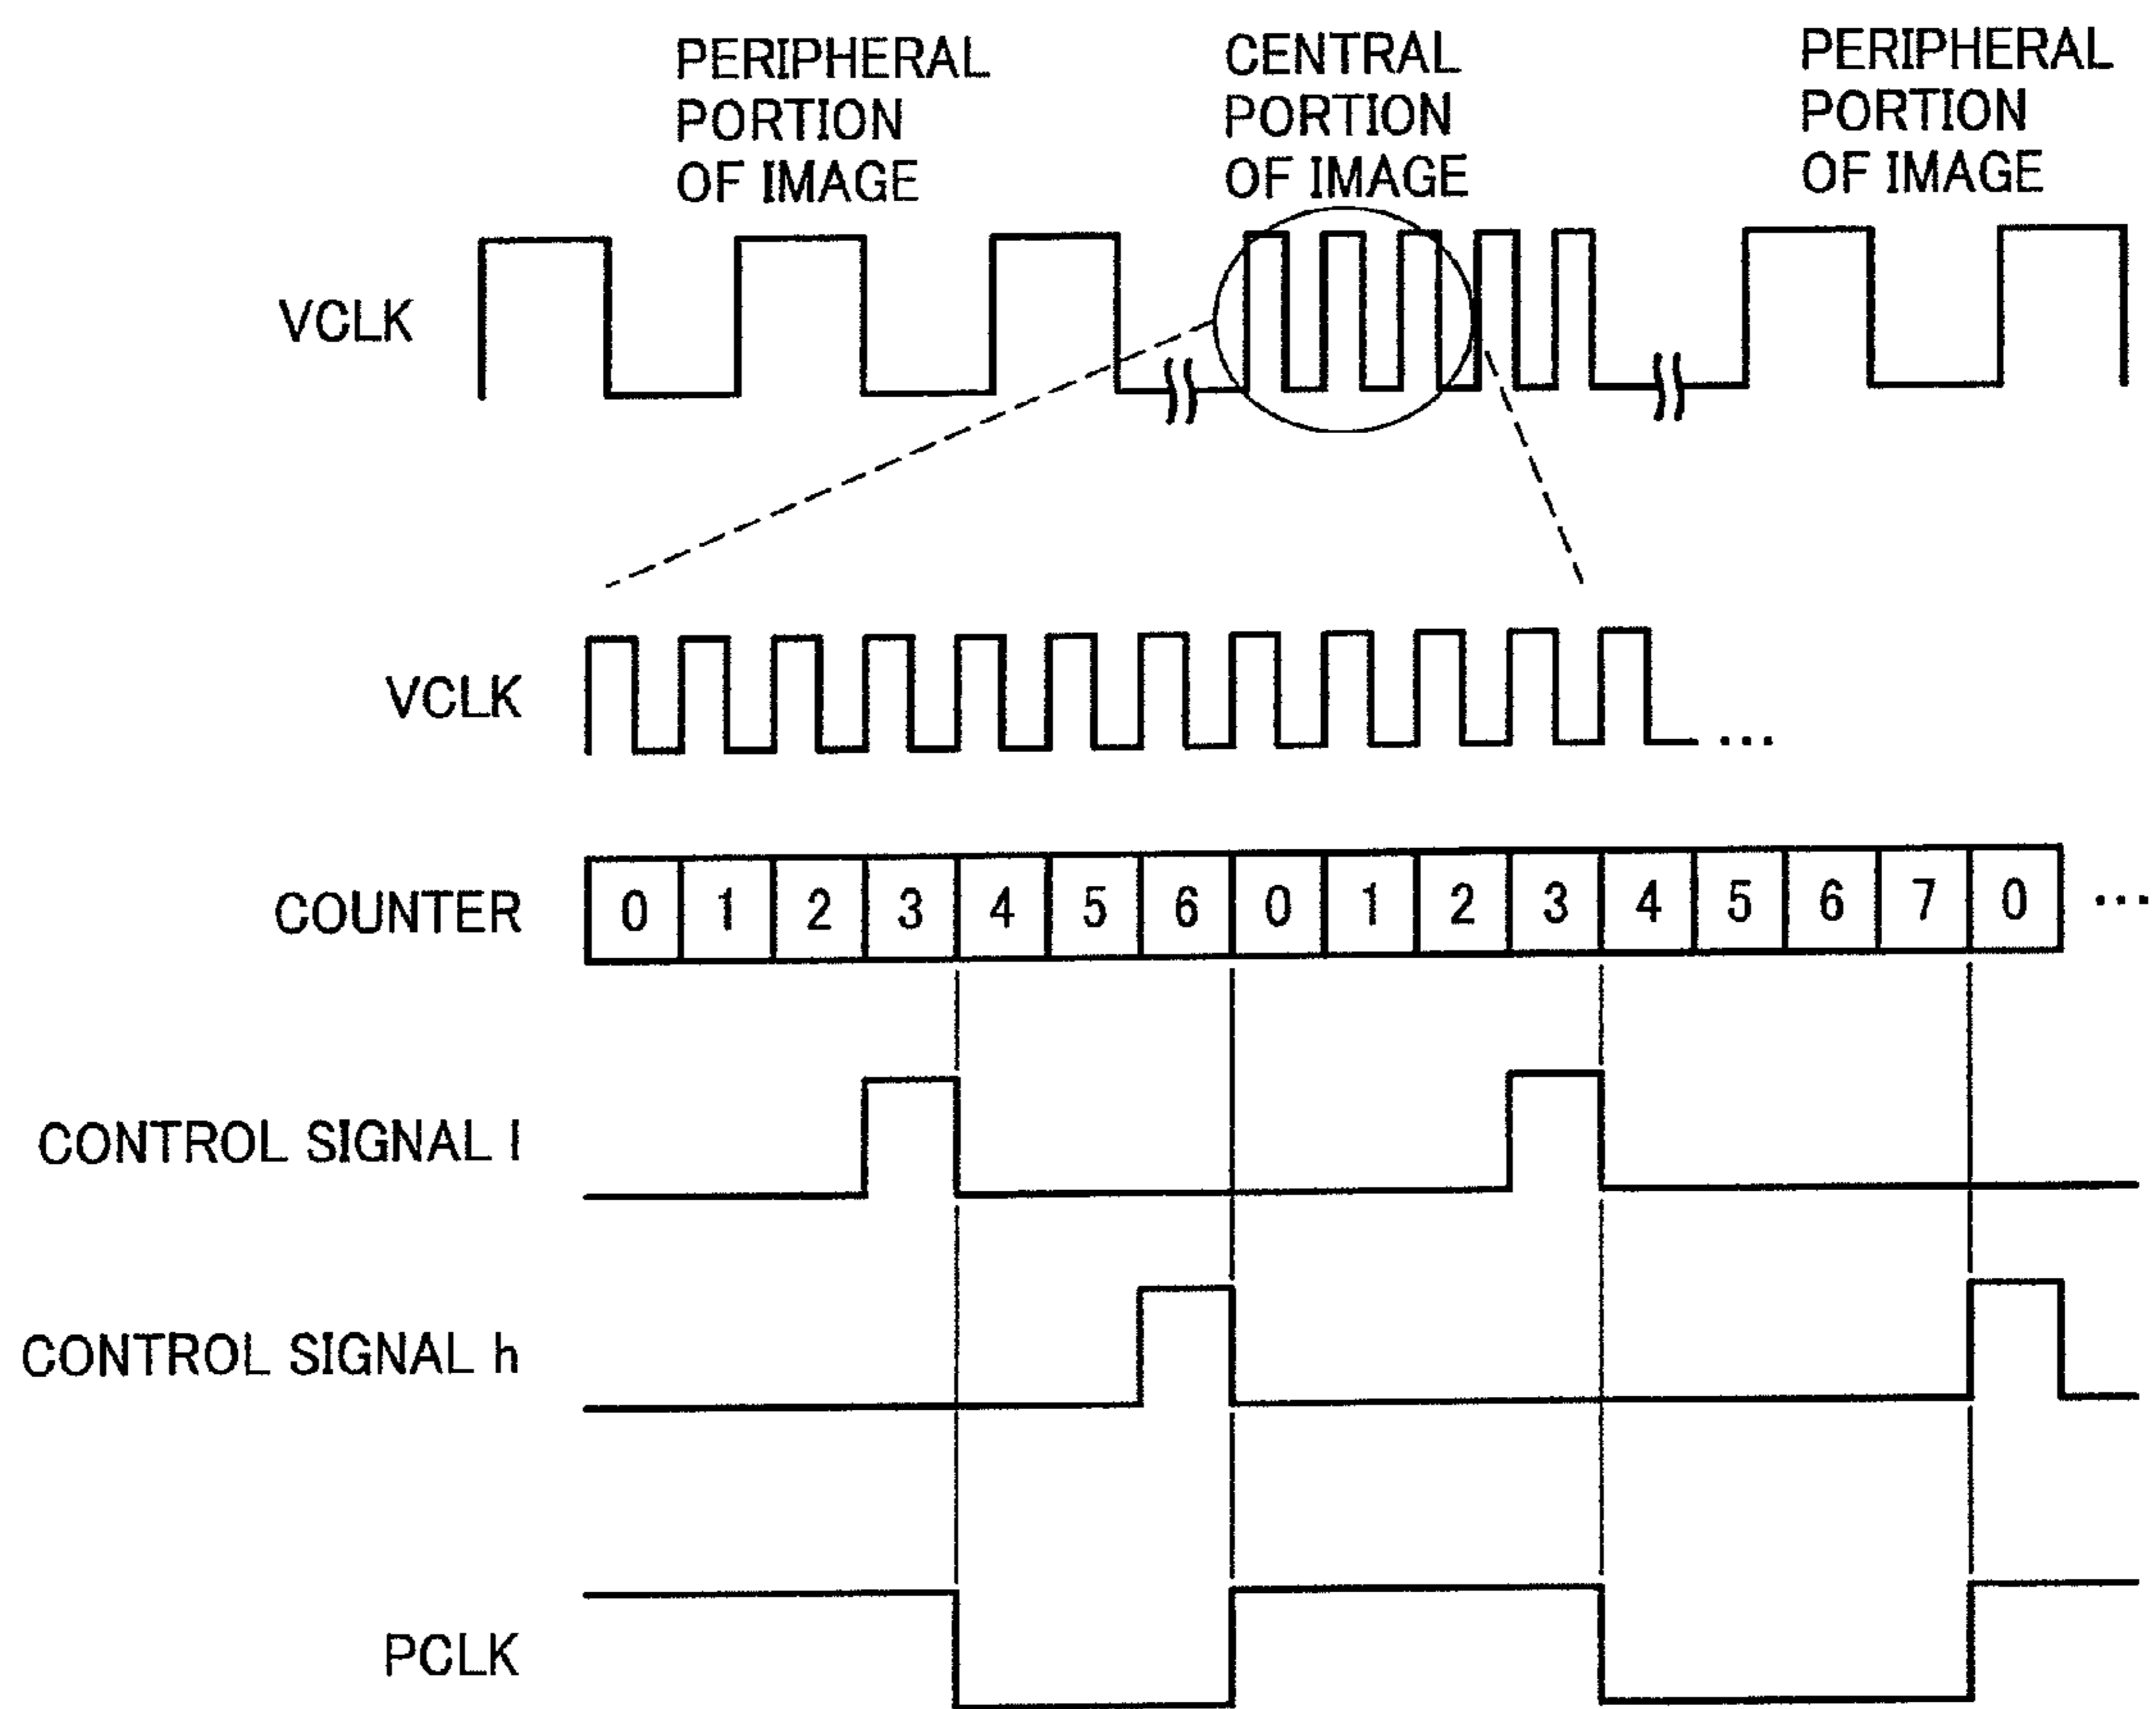 PERIPHERAL
PORTION
OF IMAGE
CENTRAL
PORTION
OF IMAGE
PERIPHERAL
PORTION
OF IMAGE
VCLK
VCLK ...
COUNTER 0 1 2 3 4 5 6 0 1 2 3 4 5 6 7 0 ...
CONTROL SIGNAL l
CONTROL SIGNAL h
PCLK